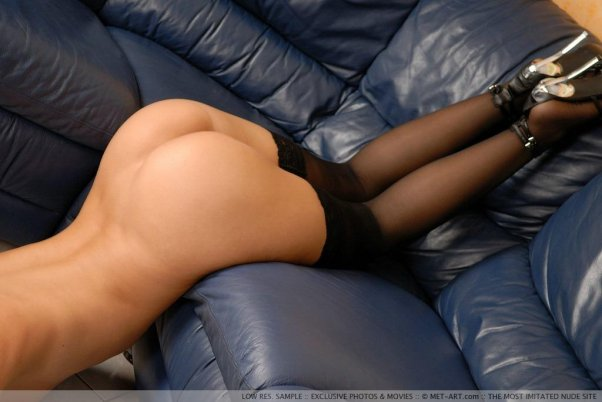 LOW RES. SAMPLE :: EXCLUSIVE PHOTOS & MOVIES :: © MET-ART.com :: THE MOST IMITATED NUDE SITE